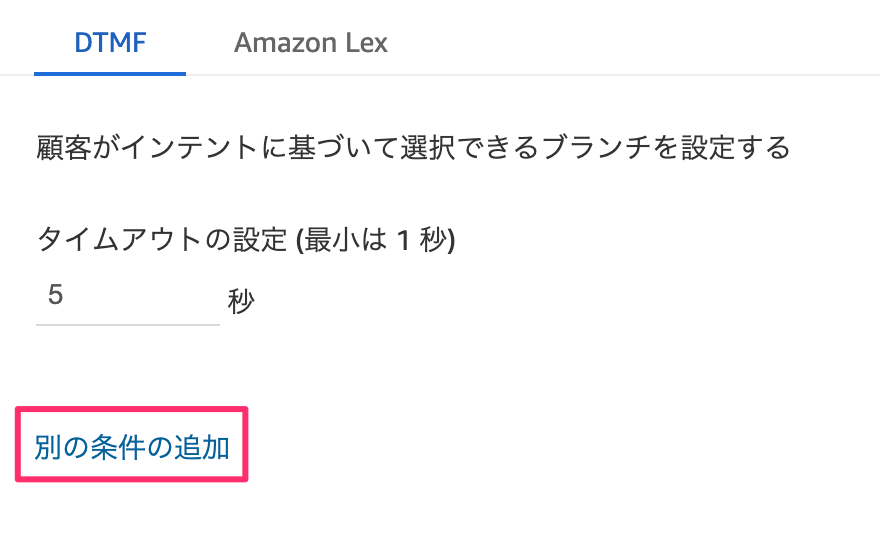 DTMF Amazon Lex
顧客がインテントに基づいて選択できるブランチを設定する
タイムアウトの設定 (最小は 1 秒)
5 秒
別の条件の追加